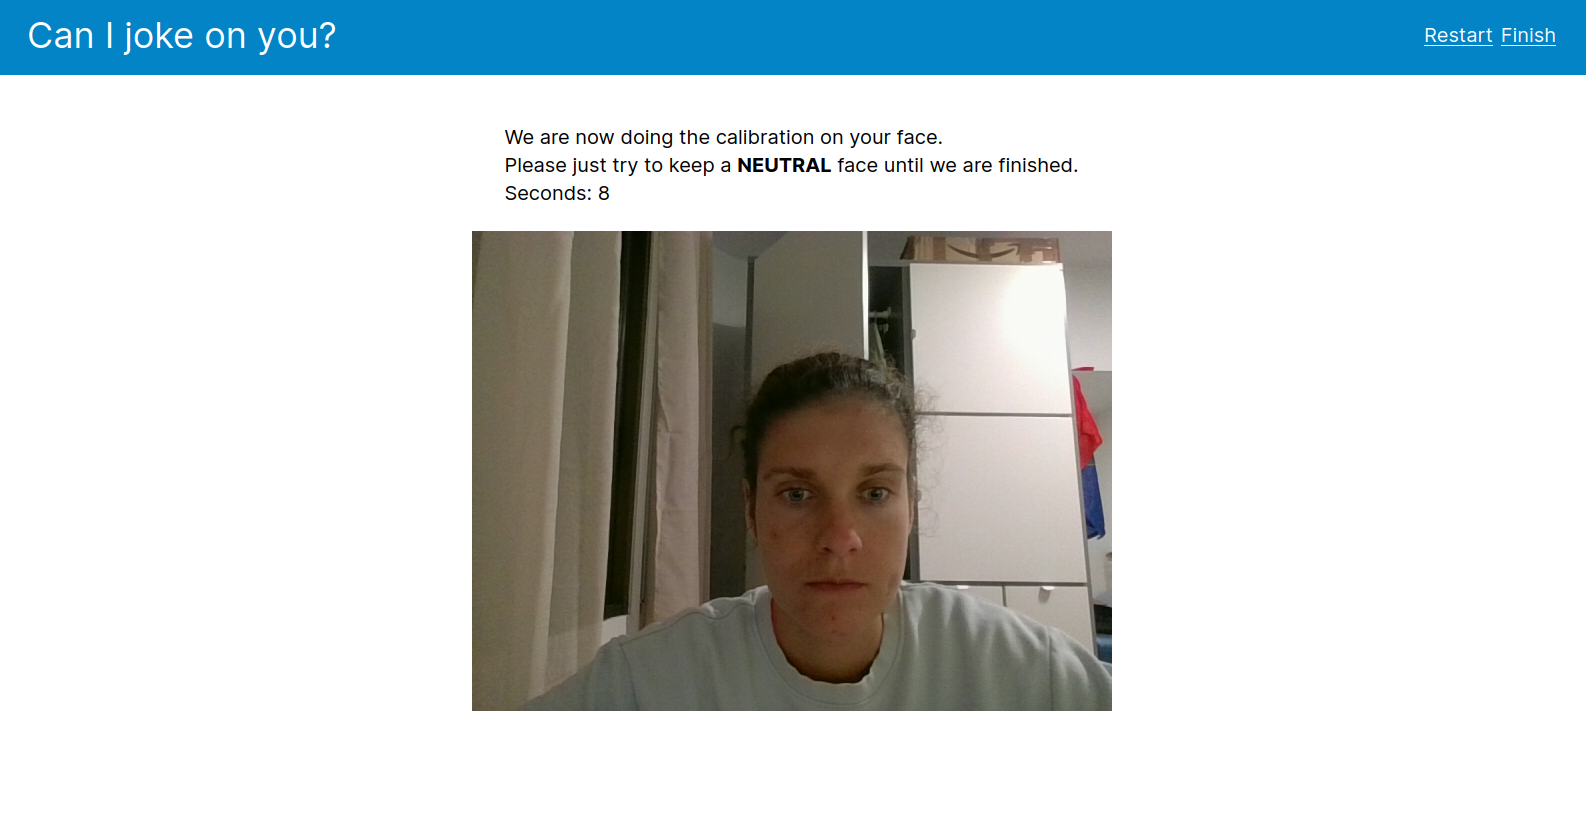 Can I joke on you?
Restart Finish
We are now doing the calibration on your face.
Please just try to keep a NEUTRAL face until we are finished.
Seconds: 8